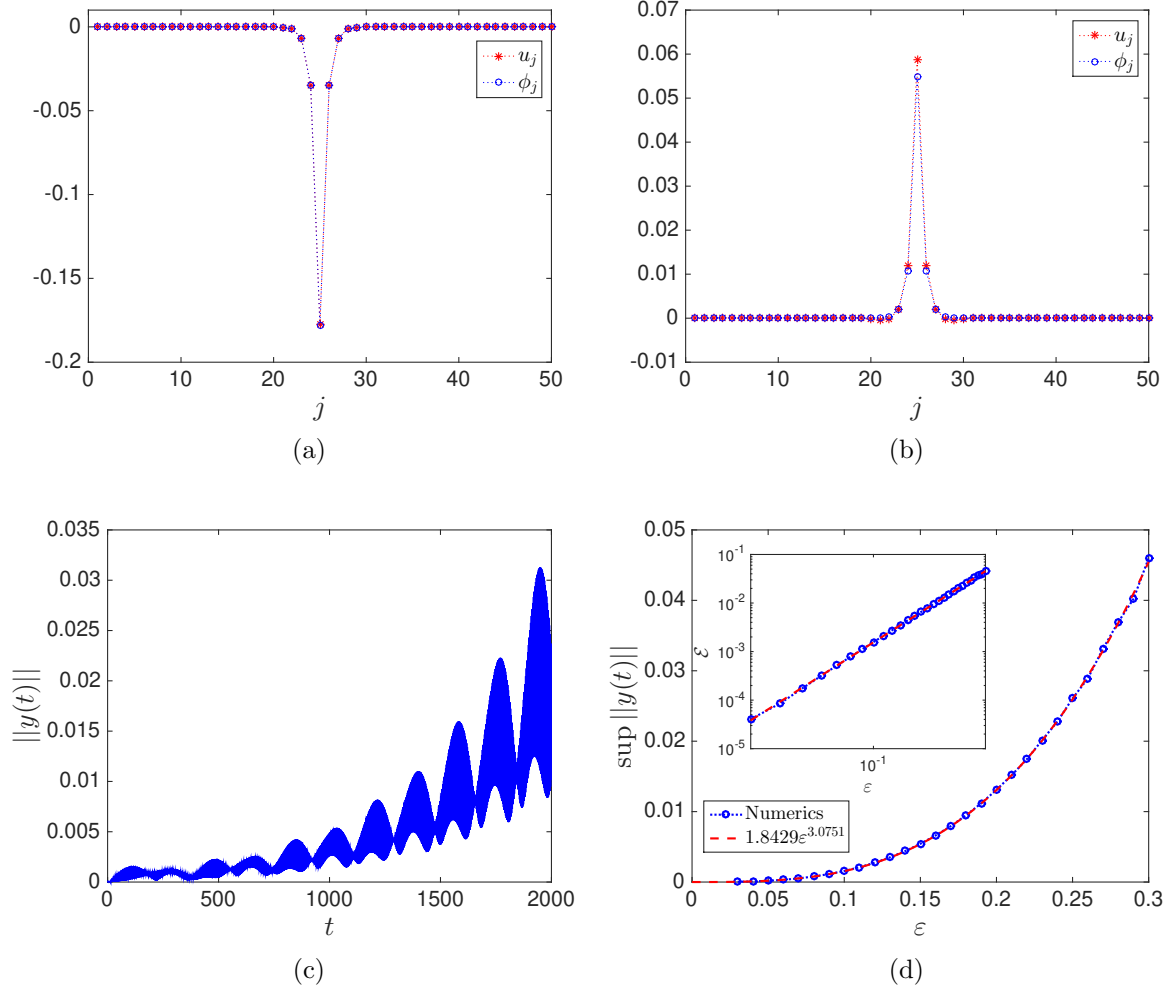 0
-0.05
-0.1
-0.15
-0.2
0 10 20 30 40 50
j
u_j
ϕ_j
(a)
0.07
0.06
0.05
0.04
0.03
0.02
0.01
0
-0.01
0 10 20 30 40 50
j
u_j
ϕ_j
(b)
0.035
0.03
0.025
0.02
0.015
0.01
0.005
0
||y(t)||
0 500 1000 1500 2000
t
(c)
0.05
0.04
0.03
0.02
0.01
0
sup ||y(t)||
0 0.05 0.1 0.15 0.2 0.25 0.3
ε
10^-1
10^-2
10^-3
10^-4
10^-5
ℰ
10^-1
ε
Numerics
1.8429ε^3.0751
(d)